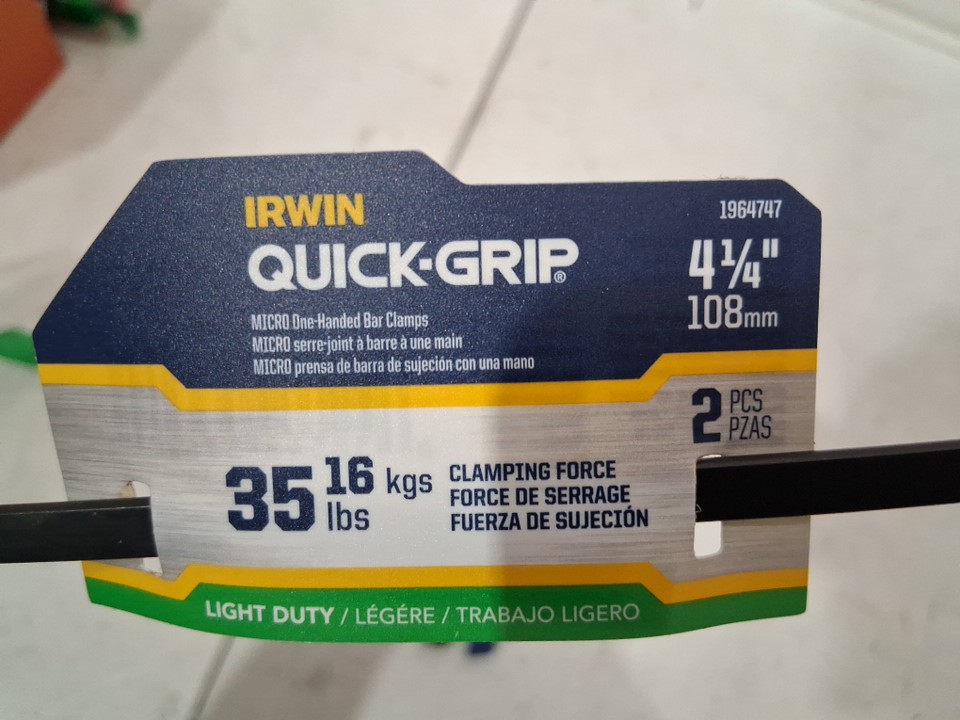 IRWIN
QUICK-GRIP®
MICRO One-Handed Bar Clamps
MICRO serre-joint à barre à une main
MICRO prensa de barra de sujeción con una mano
1964747
4 1/4"
108mm
2 PCS
PZAS
35 lbs
16 kgs
CLAMPING FORCE
FORCE DE SERRAGE
FUERZA DE SUJECIÓN
LIGHT DUTY / LÉGÉRE / TRABAJO LIGERO